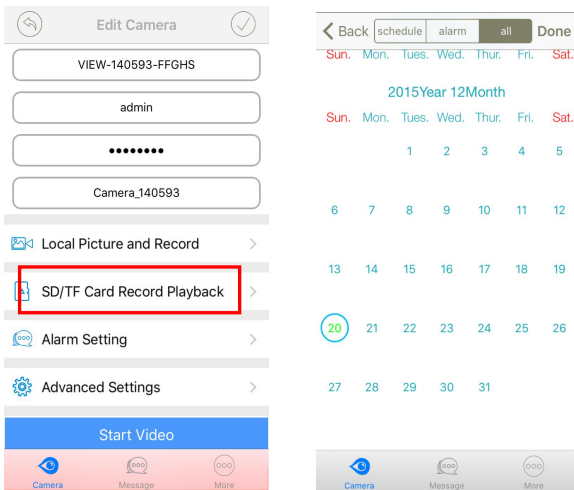 Edit Camera
VIEW-140593-FFGHS
admin
••••••••
Camera_140593
Local Picture and Record
SD/TF Card Record Playback
Alarm Setting
Advanced Settings
Start Video
Camera Message More
Back schedule alarm all Done
Sun. Mon. Tues. Wed. Thur. Fri. Sat.
2015Year 12Month
Sun. Mon. Tues. Wed. Thur. Fri. Sat.
1 2 3 4 5
6 7 8 9 10 11 12
13 14 15 16 17 18 19
20 21 22 23 24 25 26
27 28 29 30 31
Camera Message More